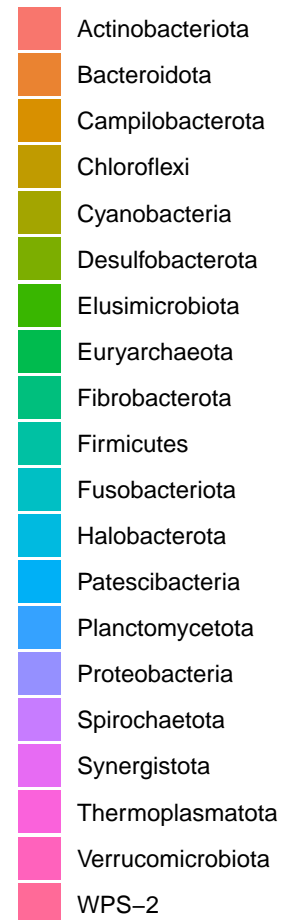 Actinobacteriota
Bacteroidota
Campilobacterota
Chloroflexi
Cyanobacteria
Desulfobacterota
Elusimicrobiota
Euryarchaeota
Fibrobacterota
Firmicutes
Fusobacteriota
Halobacterota
Patescibacteria
Planctomycetota
Proteobacteria
Spirochaetota
Synergistota
Thermoplasmatota
Verrucomicrobiota
WPS−2